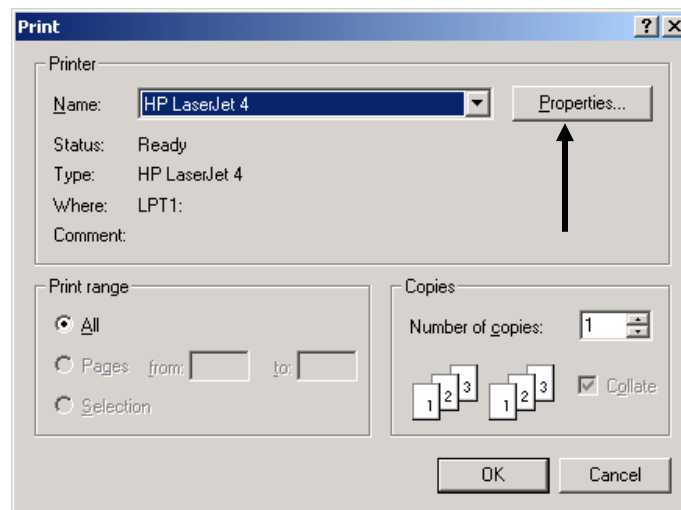 Print
Printer
Name: HP LaserJet 4 Properties...
Status: Ready
Type: HP LaserJet 4
Where: LPT1:
Comment:
Print range
All
Pages from: to:
Selection
Copies
Number of copies: 1
1 2 3 1 2 3 Collate
OK Cancel